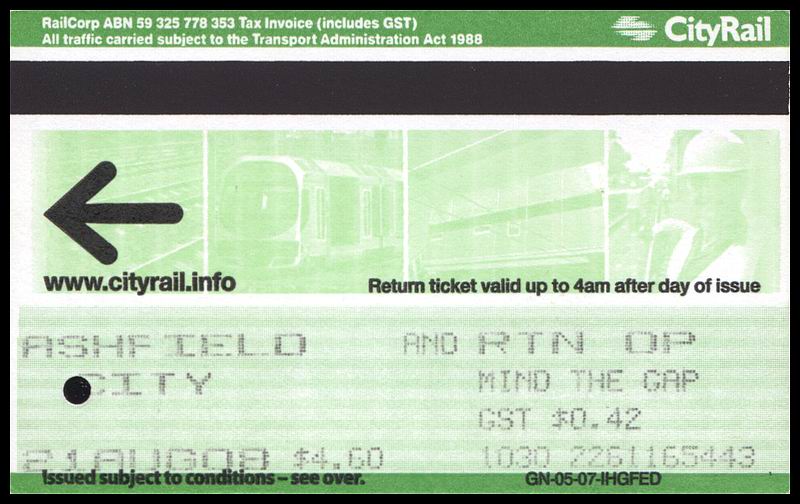 RailCorp ABN 59 325 778 353 Tax Invoice (includes GST)
All traffic carried subject to the Transport Administration Act 1988
CityRail
www.cityrail.info
Return ticket valid up to 4am after day of issue
ASHFIELD AND RTN OP
CITY MIND THE GAP
GST $0.42
21AUG08 $4.60 1030 2261165443
Issued subject to conditions – see over.
GN-05-07-IHGFED